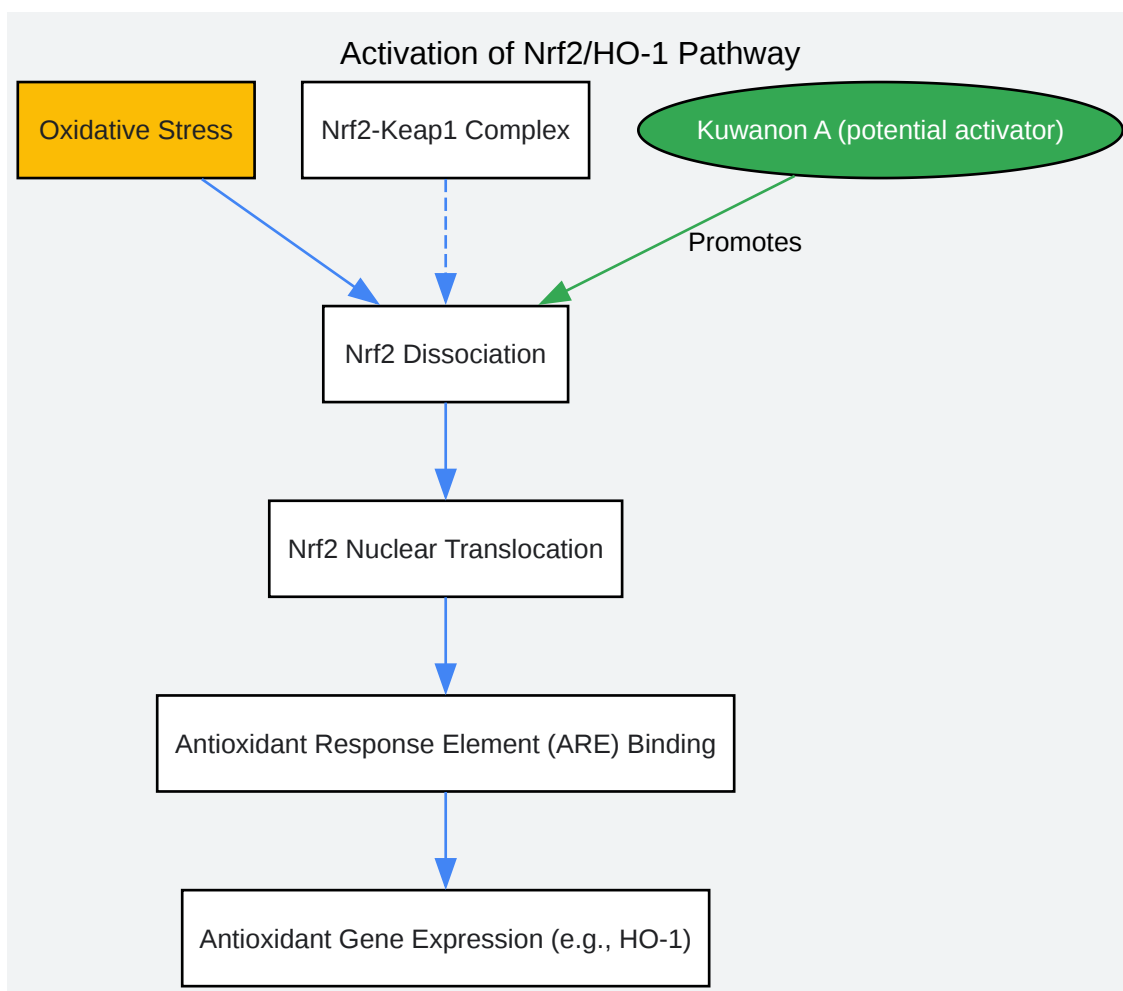 Activation of Nrf2/HO-1 Pathway
Oxidative Stress
Nrf2-Keap1 Complex
Kuwanon A (potential activator)
Promotes
Nrf2 Dissociation
Nrf2 Nuclear Translocation
Antioxidant Response Element (ARE) Binding
Antioxidant Gene Expression (e.g., HO-1)